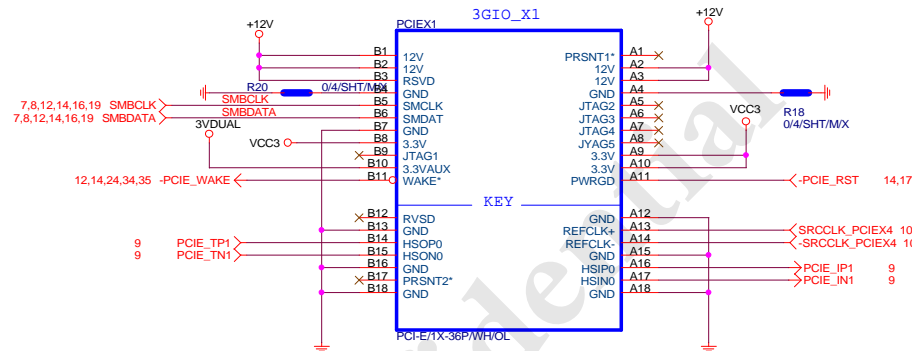 3GIO_X1
+12V
PCIEX1
+12V
B1 12V PRSNT1* A1
B2 12V 12V A2
B3 RSVD 12V A3
R20 0/4/SHT/M/X B4 GND GND A4
7,8,12,14,16,19 SMBCLK SMBCLK B5 SMCLK JTAG2 A5
7,8,12,14,16,19 SMBDATA SMBDATA B6 SMDAT JTAG3 A6
R18
0/4/SHT/M/X
3VDUAL B7 GND JTAG4 A7
VCC3
VCC3 B8 3.3V JYAG5 A8
B9 JTAG1 3.3V A9
B10 3.3VAUX 3.3V A10
12,14,24,34,35 -PCIE_WAKE B11 WAKE* PWRGD A11 -PCIE_RST 14,17
KEY
B12 RVSD GND A12
B13 GND REFCLK+ A13 SRCCLK_PCIEX4 10
9 PCIE_TP1 B14 HSOP0 REFCLK- A14 -SRCCLK_PCIEX4 10
9 PCIE_TN1 B15 HSON0 GND A15
B16 GND HSIP0 A16 PCIE_IP1 9
B17 PRSNT2* HSIN0 A17 PCIE_IN1 9
B18 GND GND A18
PCI-E/1X-36P/WH/OL